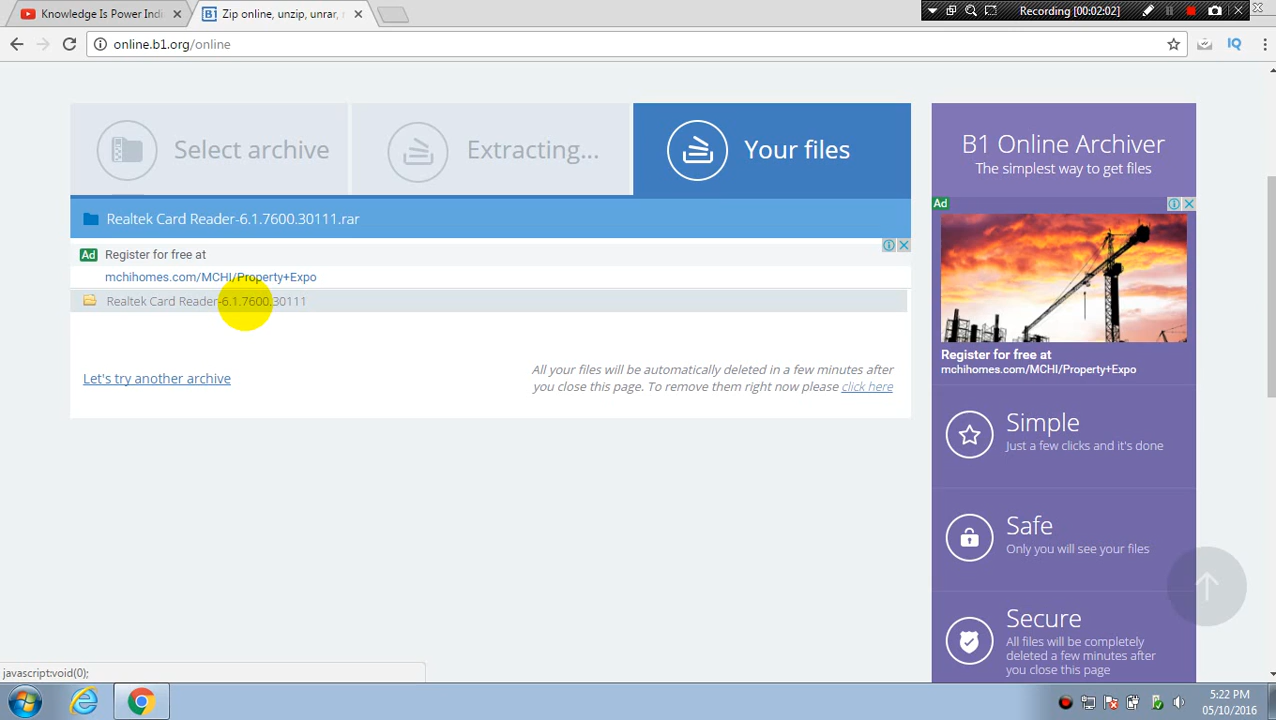 Knowledge Is Power Indi
B1 Zip online, unzip, unrar,
Recording [00:02:02]
online.b1.org/online
IQ
Select archive
Extracting...
Your files
B1 Online Archiver
The simplest way to get files
Realtek Card Reader-6.1.7600.30111.rar
Ad
Ad Register for free at
mchihomes.com/MCHI/Property+Expo
Realtek Card Reader-6.1.7600.30111
Register for free at
mchihomes.com/MCHI/Property+Expo
Let's try another archive
All your files will be automatically deleted in a few minutes after
you close this page. To remove them right now please click here
Simple
Just a few clicks and it's done
Safe
Only you will see your files
Secure
All files will be completely
deleted a few minutes after
you close this page
javascript:void(0);
5:22 PM
05/10/2016